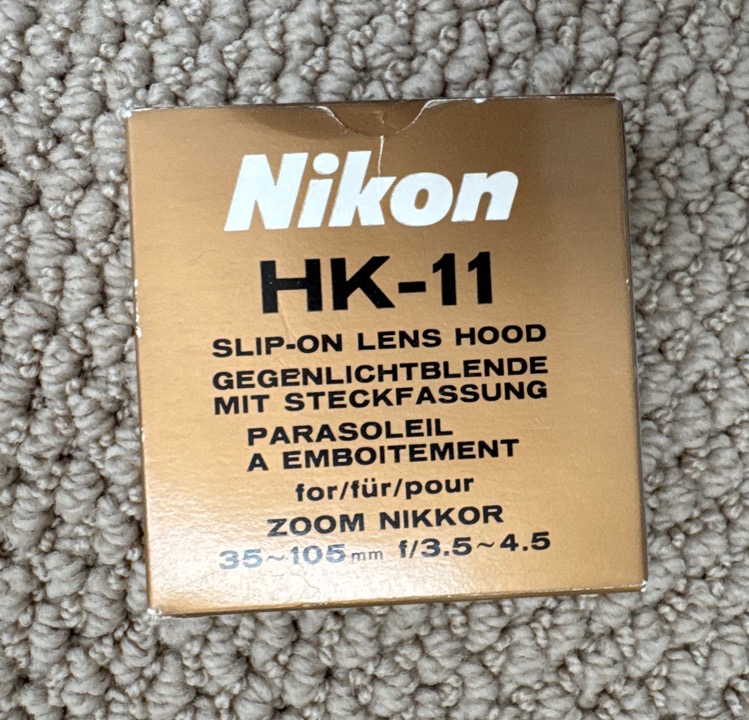 Nikon
HK-11
SLIP-ON LENS HOOD
GEGENLICHTBLENDE
MIT STECKFASSUNG
PARASOLEIL
A EMBOITEMENT
for/für/pour
ZOOM NIKKOR
35~105mm f/3.5~4.5